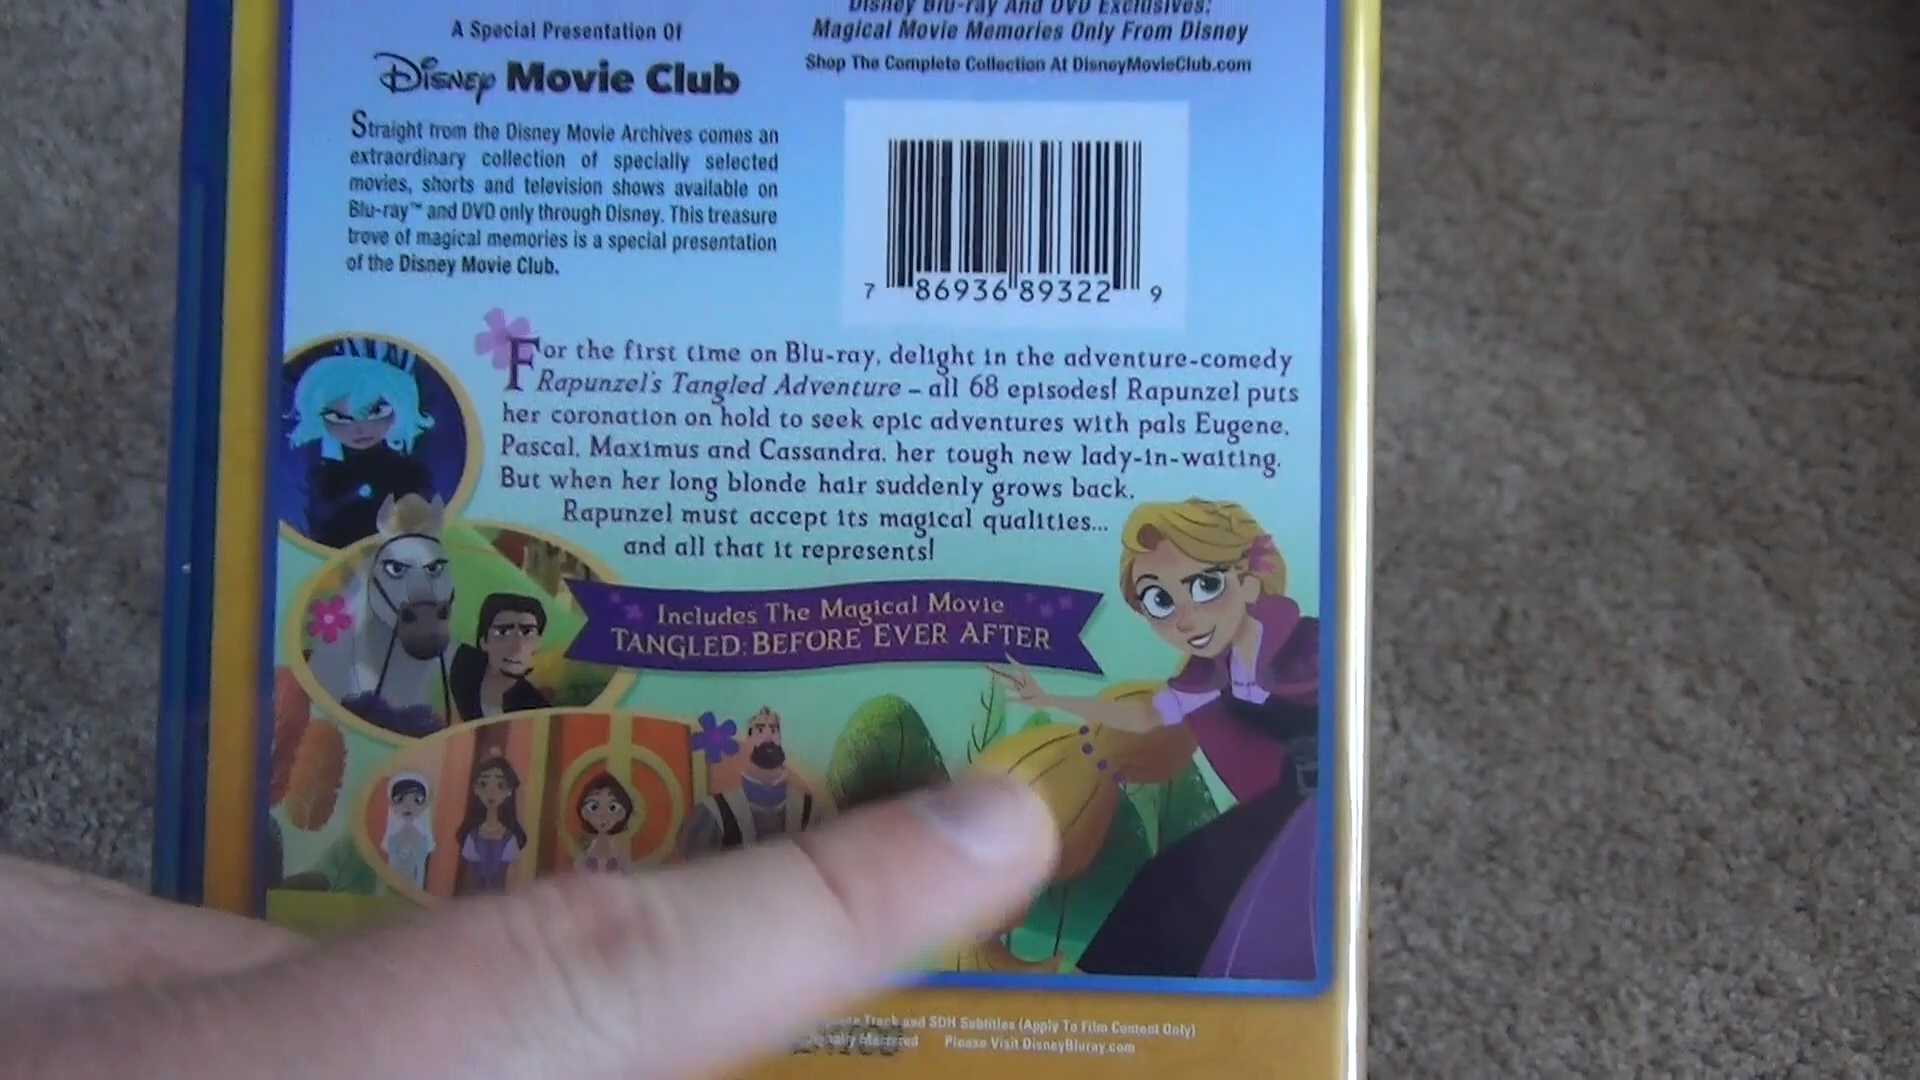 A Special Presentation Of
Disney Movie Club
Straight from the Disney Movie Archives comes an
extraordinary collection of specially selected
movies, shorts and television shows available on
Blu-ray™ and DVD only through Disney. This treasure
trove of magical memories is a special presentation
of the Disney Movie Club.
Disney Blu-ray And DVD Exclusives:
Magical Movie Memories Only From Disney
Shop The Complete Collection At DisneyMovieClub.com
7 86936 89322 9
For the first time on Blu-ray, delight in the adventure-comedy
Rapunzel's Tangled Adventure – all 68 episodes! Rapunzel puts
her coronation on hold to seek epic adventures with pals Eugene,
Pascal, Maximus and Cassandra, her tough new lady-in-waiting.
But when her long blonde hair suddenly grows back,
Rapunzel must accept its magical qualities...
and all that it represents!
Includes The Magical Movie
TANGLED: BEFORE EVER AFTER
Track and SDH Subtitles (Apply To Film Content Only)
Mastered Please Visit DisneyBluray.com